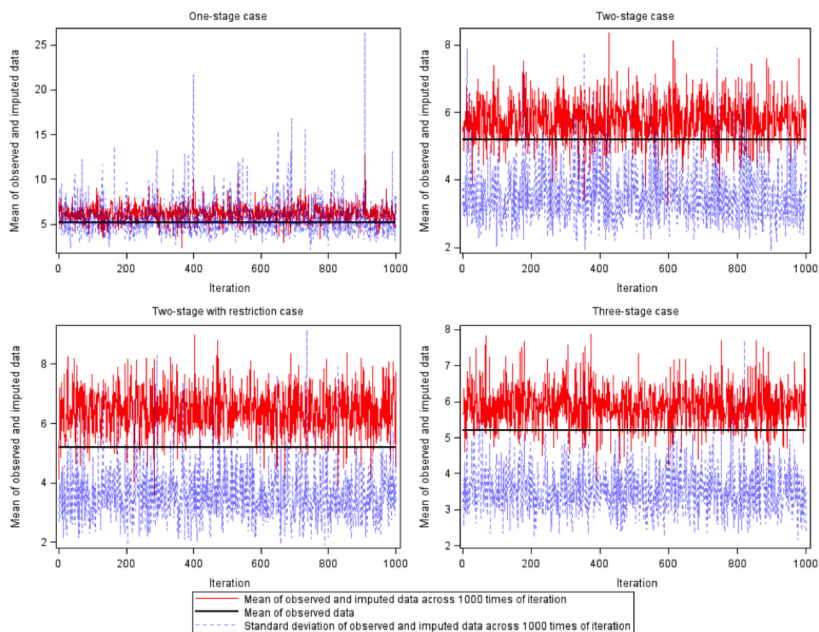 One-stage case
Mean of observed and imputed data
25
20
15
10
5
0 200 400 600 800 1000
Iteration
Two-stage case
Mean of observed and imputed data
8
6
4
2
0 200 400 600 800 1000
Iteration
Two-stage with restriction case
Mean of observed and imputed data
8
6
4
2
0 200 400 600 800 1000
Iteration
Three-stage case
Mean of observed and imputed data
8
7
6
5
4
3
2
0 200 400 600 800 1000
Iteration
Mean of observed and imputed data across 1000 times of iteration
Mean of observed data
Standard deviation of observed and imputed data across 1000 times of iteration